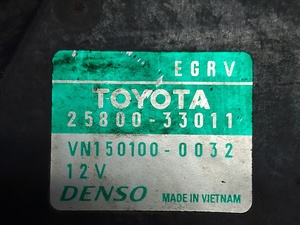 EGRV
TOYOTA
25800-33011
VN150100-0032
12V
DENSO MADE IN VIETNAM